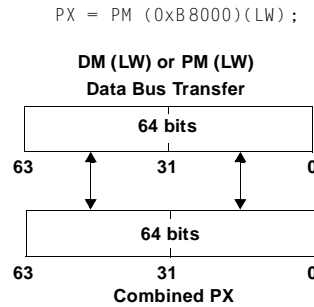 PX = PM (0xB8000)(LW);
DM (LW) or PM (LW)
Data Bus Transfer
64 bits
63 31 0
64 bits
63 31 0
Combined PX